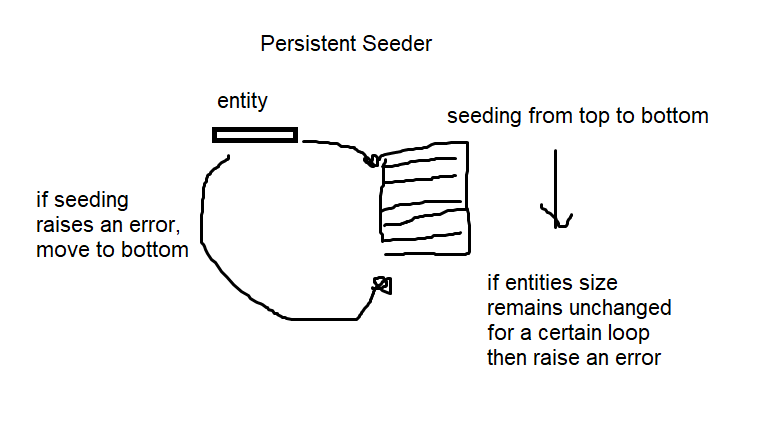 Persistent Seeder
entity
seeding from top to bottom
if seeding
raises an error,
move to bottom
if entities size
remains unchanged
for a certain loop
then raise an error